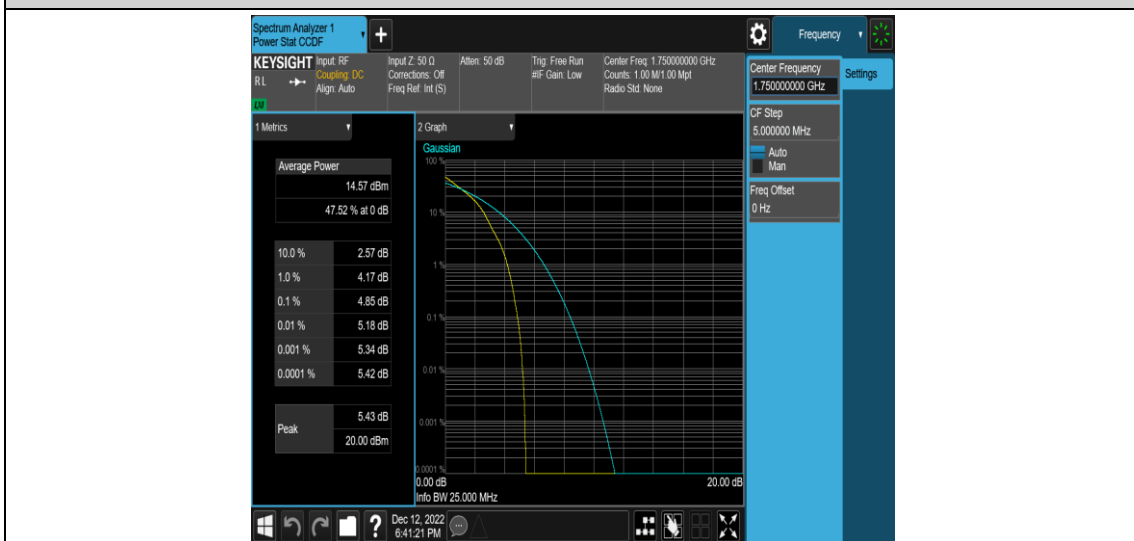 Spectrum Analyzer 1
Power Stat CCDF
+
Frequency
KEYSIGHT
RL
Input: RF
Coupling: DC
Align: Auto
Input Z: 50 Ω
Corrections: Off
Freq Ref: Int (S)
Atten: 50 dB
Trig: Free Run
#IF Gain: Low
Center Freq: 1.750000000 GHz
Counts: 1.00 M/1.00 Mpt
Radio Std: None
Center Frequency
1.750000000 GHz
Settings
CF Step
5.000000 MHz
Auto
Man
Freq Offset
0 Hz
1 Metrics
Average Power
14.57 dBm
47.52 % at 0 dB
10.0 % 2.57 dB
1.0 % 4.17 dB
0.1 % 4.85 dB
0.01 % 5.18 dB
0.001 % 5.34 dB
0.0001 % 5.42 dB
Peak
5.43 dB
20.00 dBm
2 Graph
Gaussian
100 %
10 %
1 %
0.1 %
0.01 %
0.001 %
0.0001 %
0.00 dB 20.00 dB
Info BW 25.000 MHz
?
Dec 12, 2022
6:41:21 PM